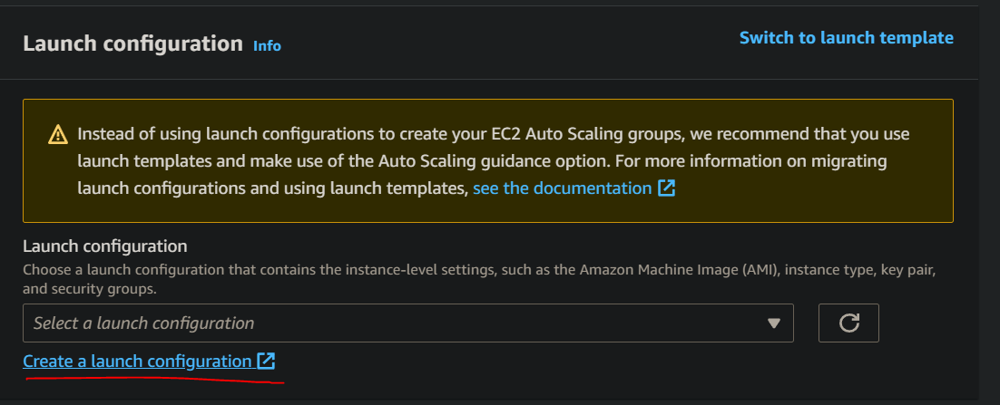 Launch configuration Info
Switch to launch template
Instead of using launch configurations to create your EC2 Auto Scaling groups, we recommend that you use
launch templates and make use of the Auto Scaling guidance option. For more information on migrating
launch configurations and using launch templates, see the documentation
Launch configuration
Choose a launch configuration that contains the instance-level settings, such as the Amazon Machine Image (AMI), instance type, key pair,
and security groups.
Select a launch configuration
Create a launch configuration